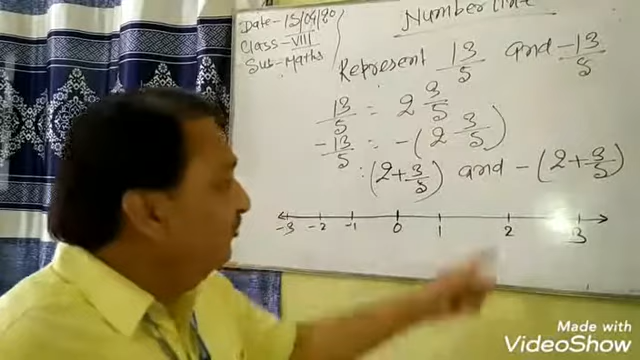 Date-15/04/20
Class-VIII
Sub-Maths
Number line
Represent 13/5 and -13/5
13/5 = 2 3/5
-13/5 = -(2 3/5)
:(2+3/5) and -(2+3/5)
-3 -2 -1 0 1 2 3
Made with
VideoShow